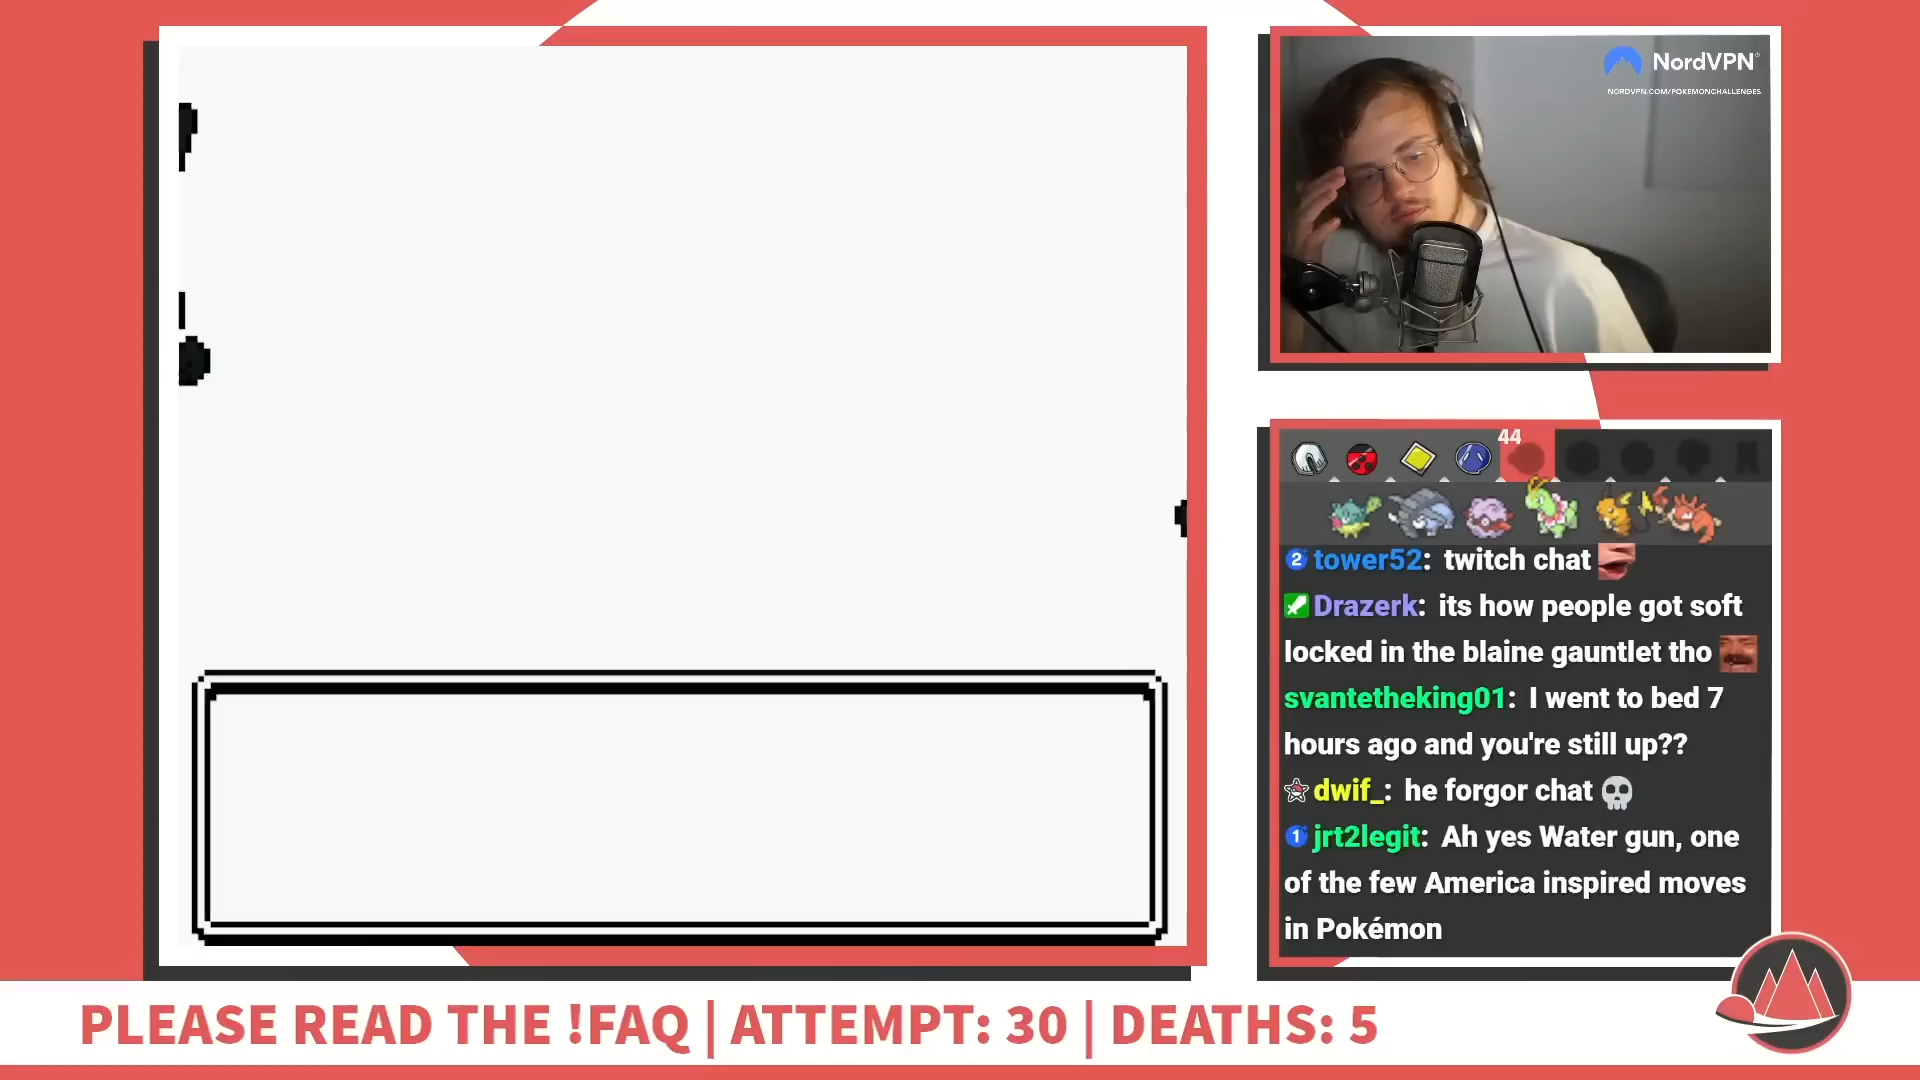 NordVPN
NORDVPN.COM/POKEMONCHALLENGES
44
2 tower52: twitch chat
Drazerk: its how people got soft
locked in the blaine gauntlet tho
svantetheking01: I went to bed 7
hours ago and you're still up??
dwif_: he forgor chat
1 jrt2legit: Ah yes Water gun, one
of the few America inspired moves
in Pokémon
PLEASE READ THE !FAQ | ATTEMPT: 30 | DEATHS: 5